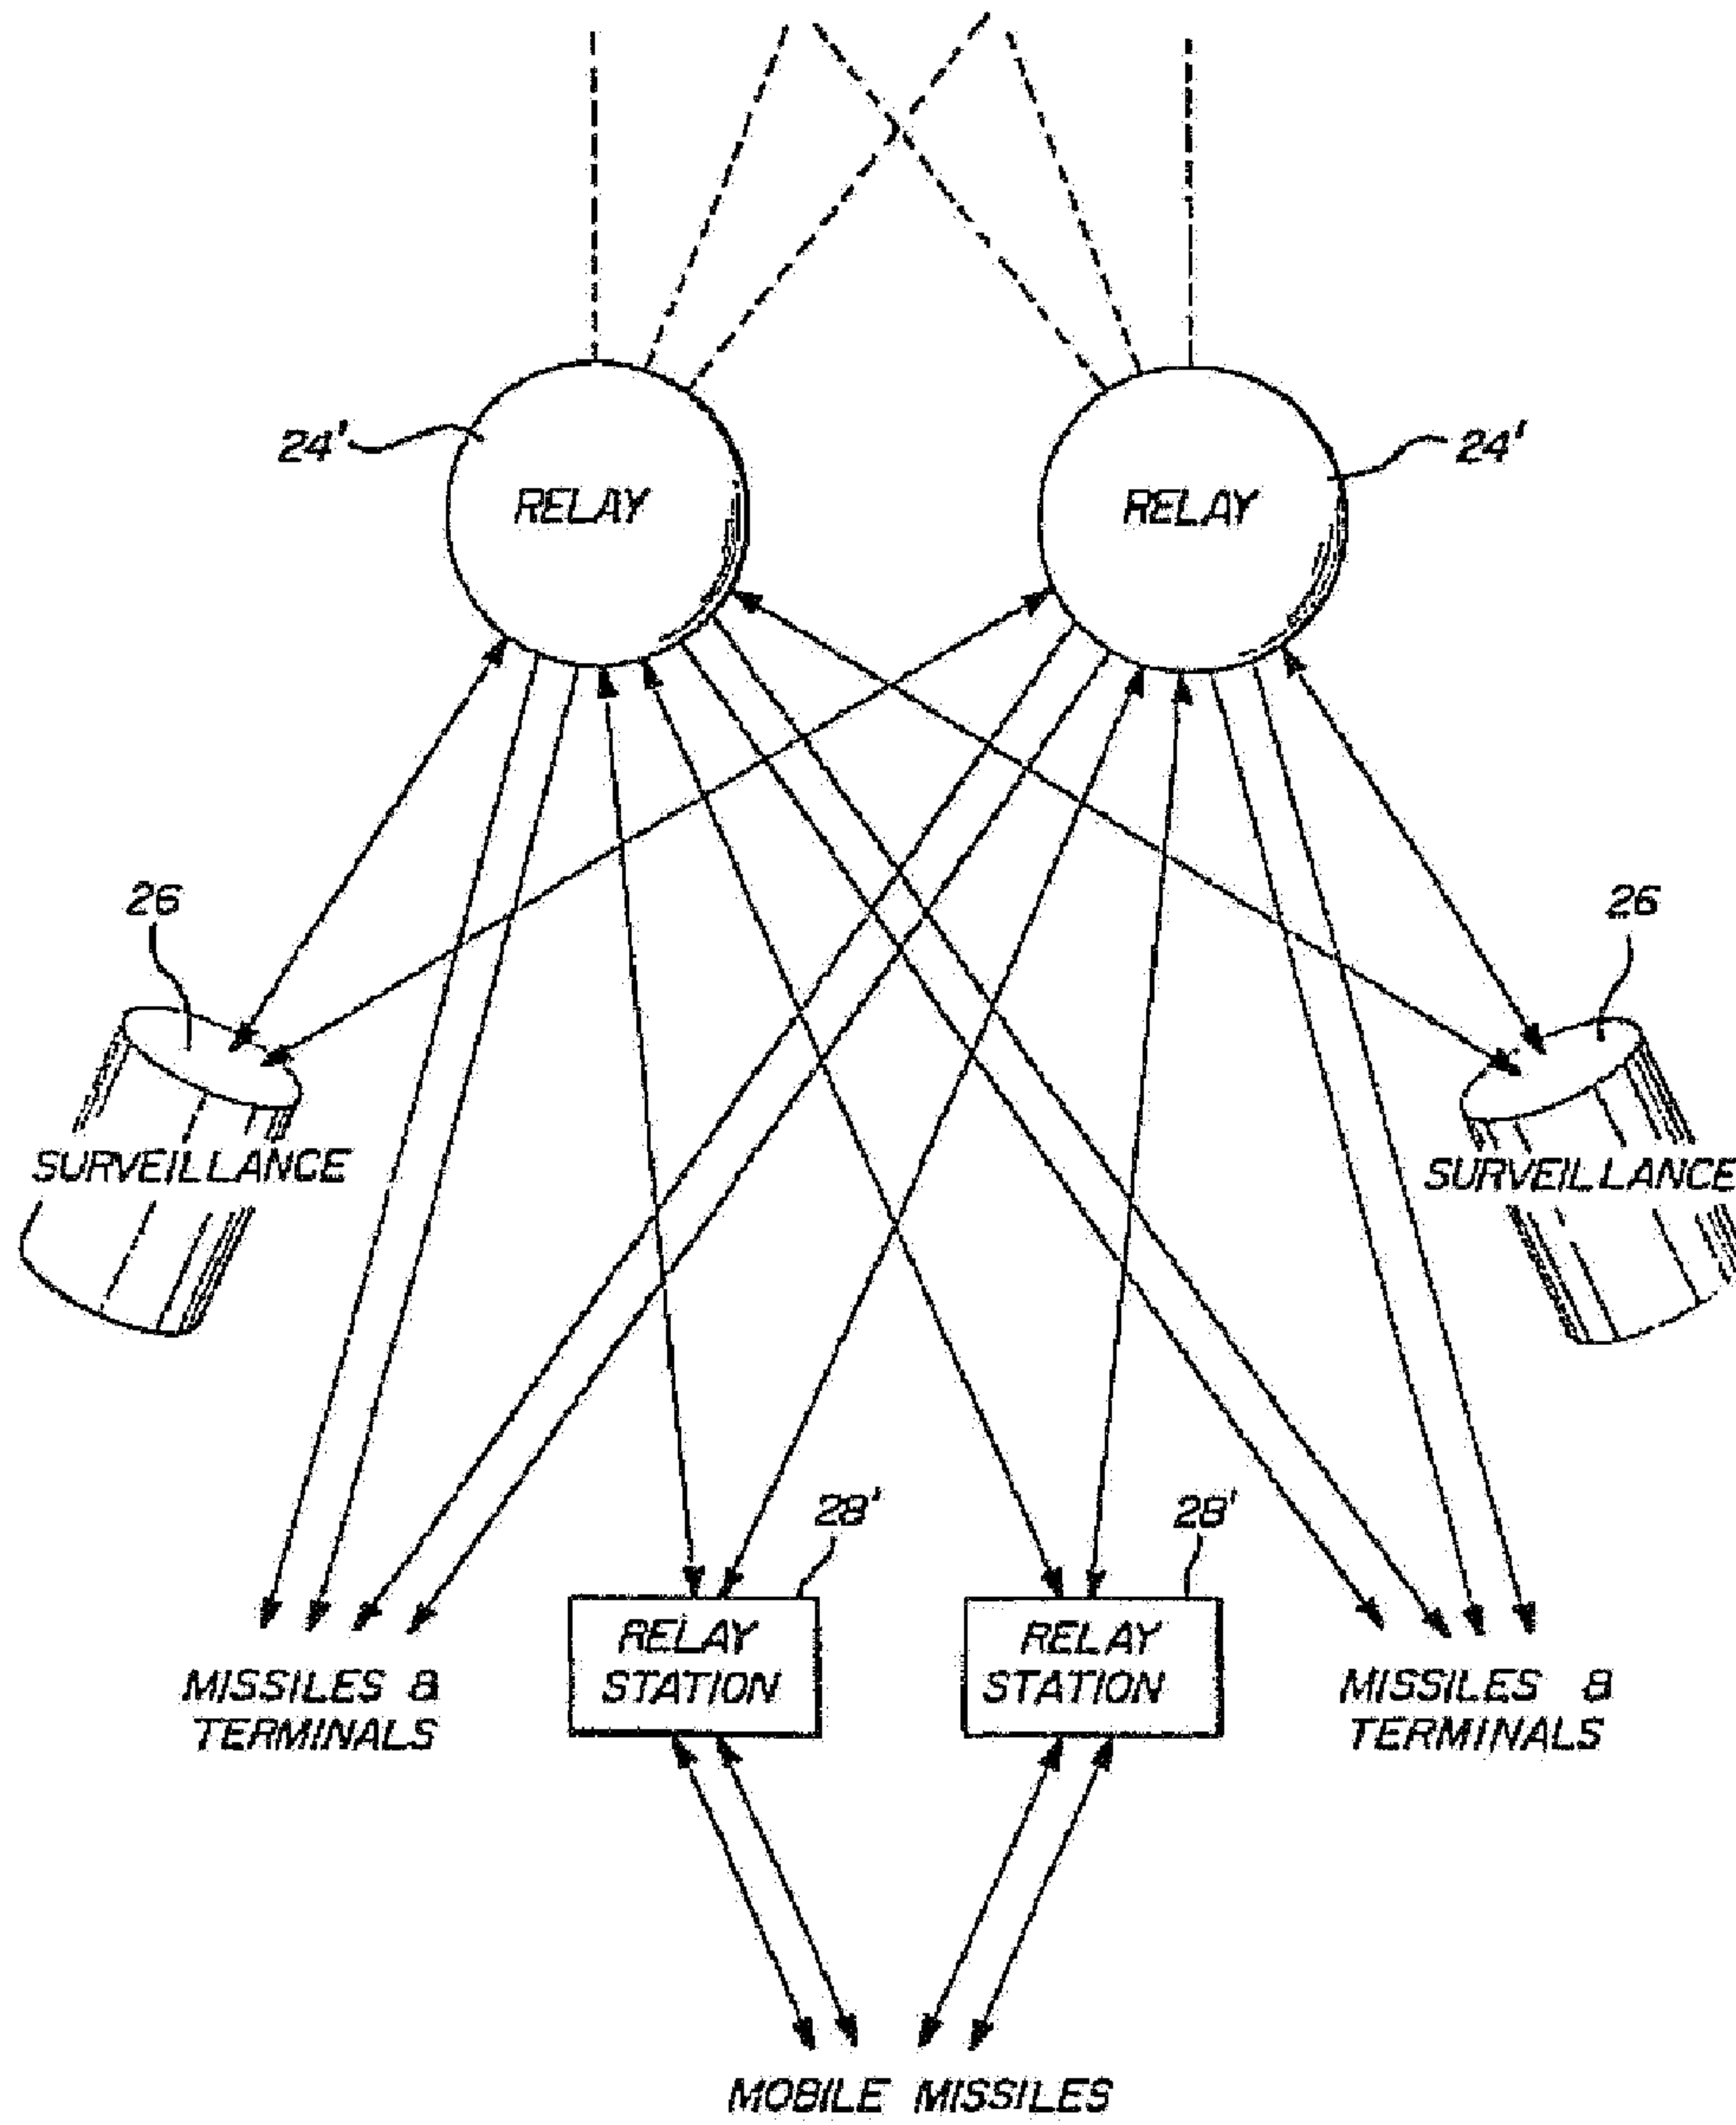 24'
RELAY
RELAY
24'
26
26
SURVEILLANCE
SURVEILLANCE
28'
28'
RELAY
STATION
RELAY
STATION
MISSILES &
TERMINALS
MISSILES &
TERMINALS
MOBILE MISSILES